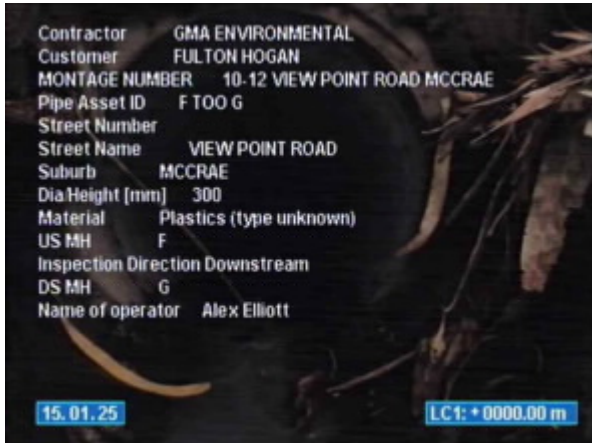 Contractor GMA ENVIRONMENTAL
Customer FULTON HOGAN
MONTAGE NUMBER 10-12 VIEW POINT ROAD MCCRAE
Pipe Asset ID F TOO G
Street Number
Street Name VIEW POINT ROAD
Suburb MCCRAE
Dia/Height [mm] 300
Material Plastics (type unknown)
US MH F
Inspection Direction Downstream
DS MH G
Name of operator Alex Elliott
15.01.25
LC1: +0000.00 m